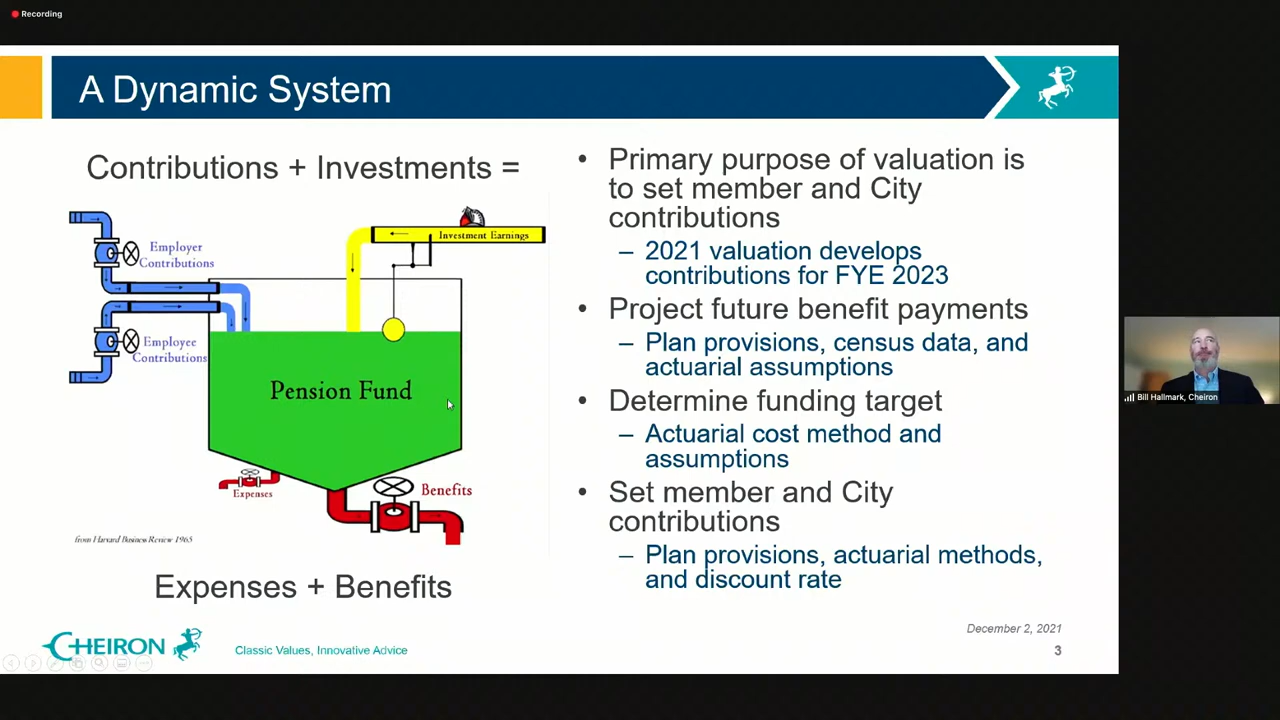 Recording
A Dynamic System
Contributions + Investments =
Employer
Contributions
Employee
Contributions
Investment Earnings
Pension Fund
Expenses
Benefits
from Harvard Business Review 1965
Expenses + Benefits
• Primary purpose of valuation is
to set member and City
contributions
– 2021 valuation develops
contributions for FYE 2023
• Project future benefit payments
– Plan provisions, census data, and
actuarial assumptions
• Determine funding target
– Actuarial cost method and
assumptions
• Set member and City
contributions
– Plan provisions, actuarial methods,
and discount rate
Bill Hallmark, Cheiron
December 2, 2021
CHEIRON
Classic Values, Innovative Advice
3